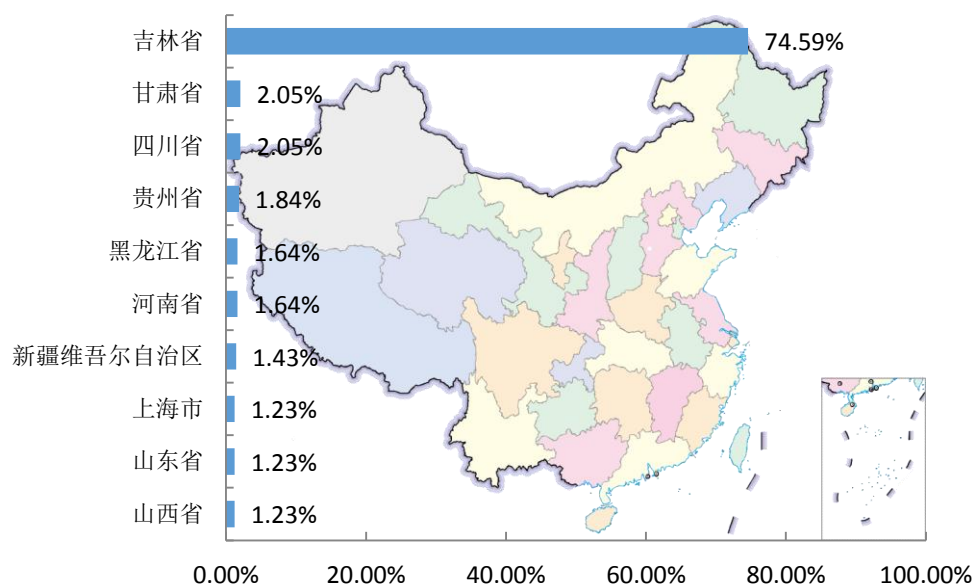 吉林省 74.59%
甘肃省 2.05%
四川省 2.05%
贵州省 1.84%
黑龙江省 1.64%
河南省 1.64%
新疆维吾尔自治区 1.43%
上海市 1.23%
山东省 1.23%
山西省 1.23%
0.00% 20.00% 40.00% 60.00% 80.00% 100.00%